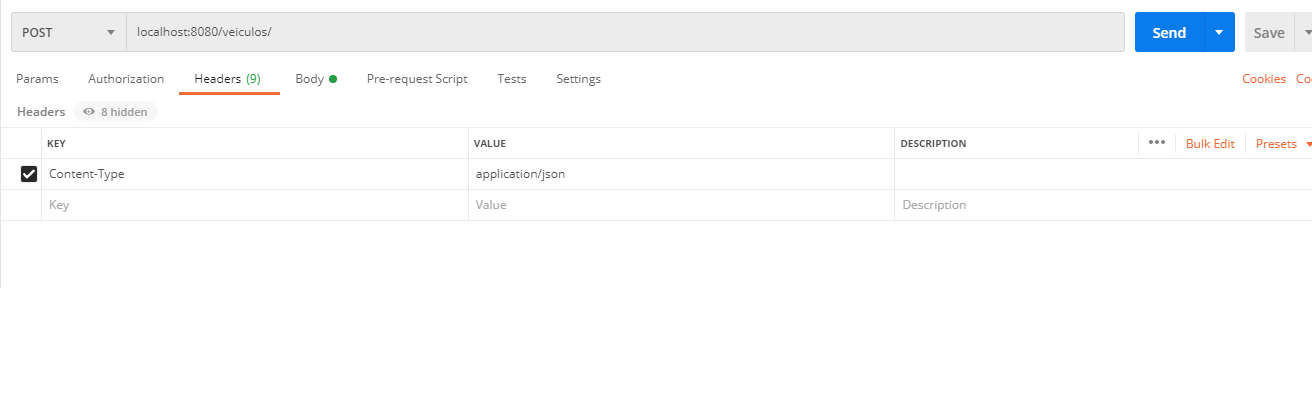 POST localhost:8080/veiculos/ Send Save
Params Authorization Headers (9) Body Pre-request Script Tests Settings Cookies Co
Headers 8 hidden
KEY VALUE DESCRIPTION ••• Bulk Edit Presets
Content-Type application/json
Key Value Description